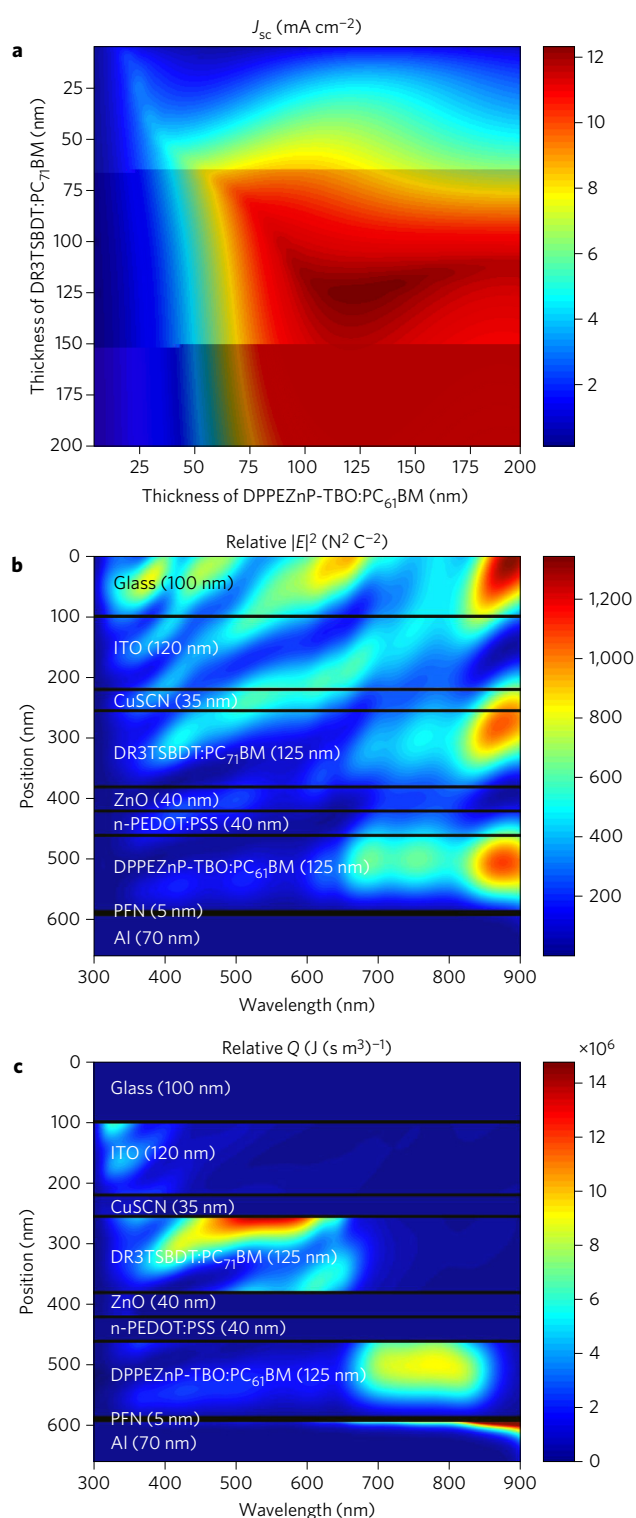 a
J_sc (mA cm⁻²)
Thickness of DR3TSBDT:PC₇₁BM (nm)
25
50
75
100
125
150
175
200
25
50
75
100
125
150
175
200
Thickness of DPPEZnP-TBO:PC₆₁BM (nm)
12
10
8
6
4
2
b
Relative |E|² (N² C⁻²)
Position (nm)
0
100
200
300
400
500
600
Glass (100 nm)
ITO (120 nm)
CuSCN (35 nm)
DR3TSBDT:PC₇₁BM (125 nm)
ZnO (40 nm)
n-PEDOT:PSS (40 nm)
DPPEZnP-TBO:PC₆₁BM (125 nm)
PFN (5 nm)
Al (70 nm)
300
400
500
600
700
800
900
Wavelength (nm)
1,200
1,000
800
600
400
200
c
Relative Q (J (s m³)⁻¹)
×10⁶
Position (nm)
0
100
200
300
400
500
600
Glass (100 nm)
ITO (120 nm)
CuSCN (35 nm)
DR3TSBDT:PC₇₁BM (125 nm)
ZnO (40 nm)
n-PEDOT:PSS (40 nm)
DPPEZnP-TBO:PC₆₁BM (125 nm)
PFN (5 nm)
Al (70 nm)
300
400
500
600
700
800
900
Wavelength (nm)
14
12
10
8
6
4
2
0